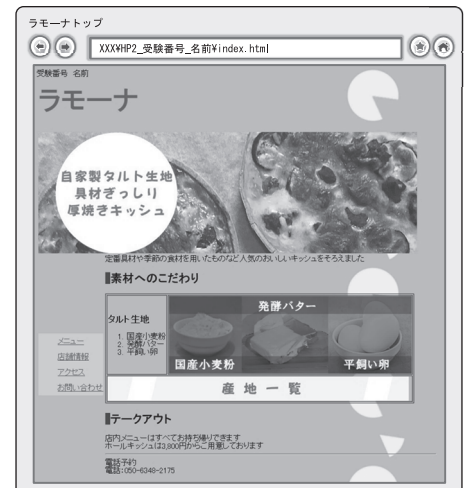 ラモーナトップ
XXX¥HP2_受験番号_名前¥index.html
受験番号 名前
ラモーナ
自家製タルト生地
具材ぎっしり
厚焼きキッシュ
定番具材や季節の食材を用いたものなど人気のおいしいキッシュをそろえました
素材へのこだわり
タルト生地
1. 国産小麦粉
2. 発酵バター
3. 平飼い卵
発酵バター
国産小麦粉
平飼い卵
産地一覧
メニュー
店舗情報
アクセス
お問い合わせ
テークアウト
店内メニューはすべてお持ち帰りできます
ホールキッシュは3,800円からご用意しております
電話予約
電話:050-6348-2175